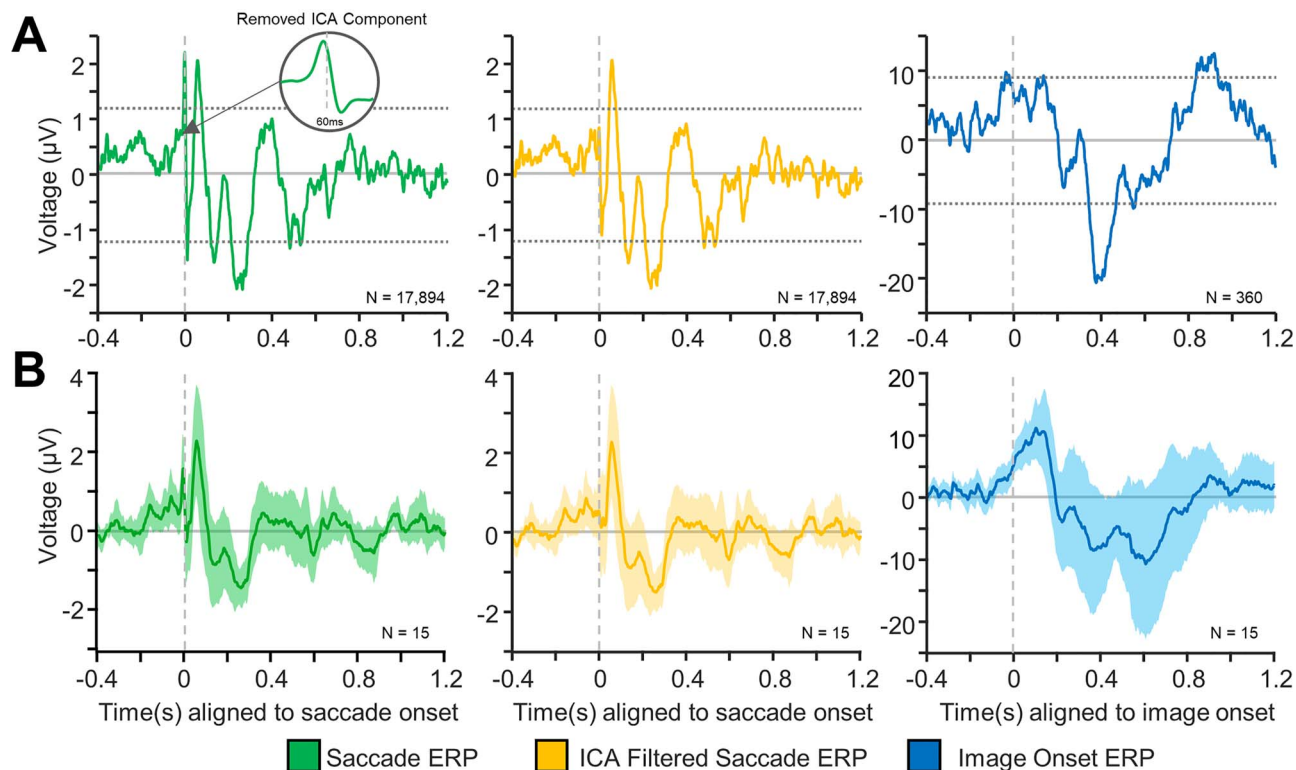 A
Removed ICA Component
60ms
Voltage (µV)
2
1
0
-1
-2
N = 17,894
-0.4 0 0.4 0.8 1.2
2
1
0
-1
-2
N = 17,894
-0.4 0 0.4 0.8 1.2
10
0
-10
-20
N = 360
-0.4 0 0.4 0.8 1.2
B
Voltage (µV)
4
2
0
-2
N = 15
-0.4 0 0.4 0.8 1.2
Time(s) aligned to saccade onset
4
2
0
-2
N = 15
-0.4 0 0.4 0.8 1.2
Time(s) aligned to saccade onset
20
10
0
-10
-20
N = 15
-0.4 0 0.4 0.8 1.2
Time(s) aligned to image onset
Saccade ERP
ICA Filtered Saccade ERP
Image Onset ERP